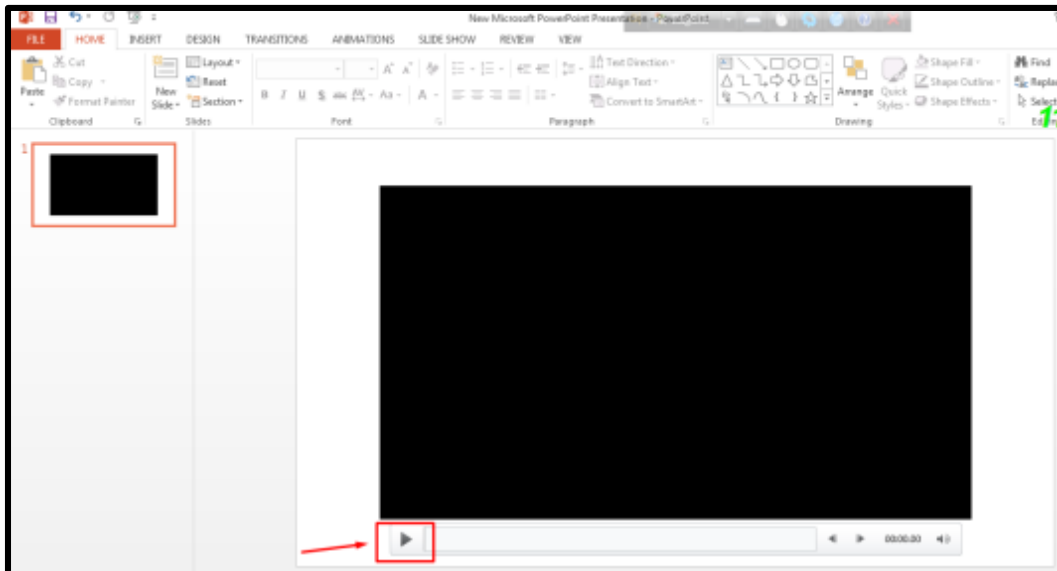 New Microsoft PowerPoint Presentation - PowerPoint
FILE HOME INSERT DESIGN TRANSITIONS ANIMATIONS SLIDE SHOW REVIEW VIEW
Cut Layout Text Direction Shape Fill Find
Paste Copy New Slide Reset B I U S abc Aa A Align Text Arrange Quick Styles Shape Outline Replac
Format Painter Section Convert to SmartArt Shape Effects Select
Clipboard Slides Font Paragraph Drawing
1
00:00.00